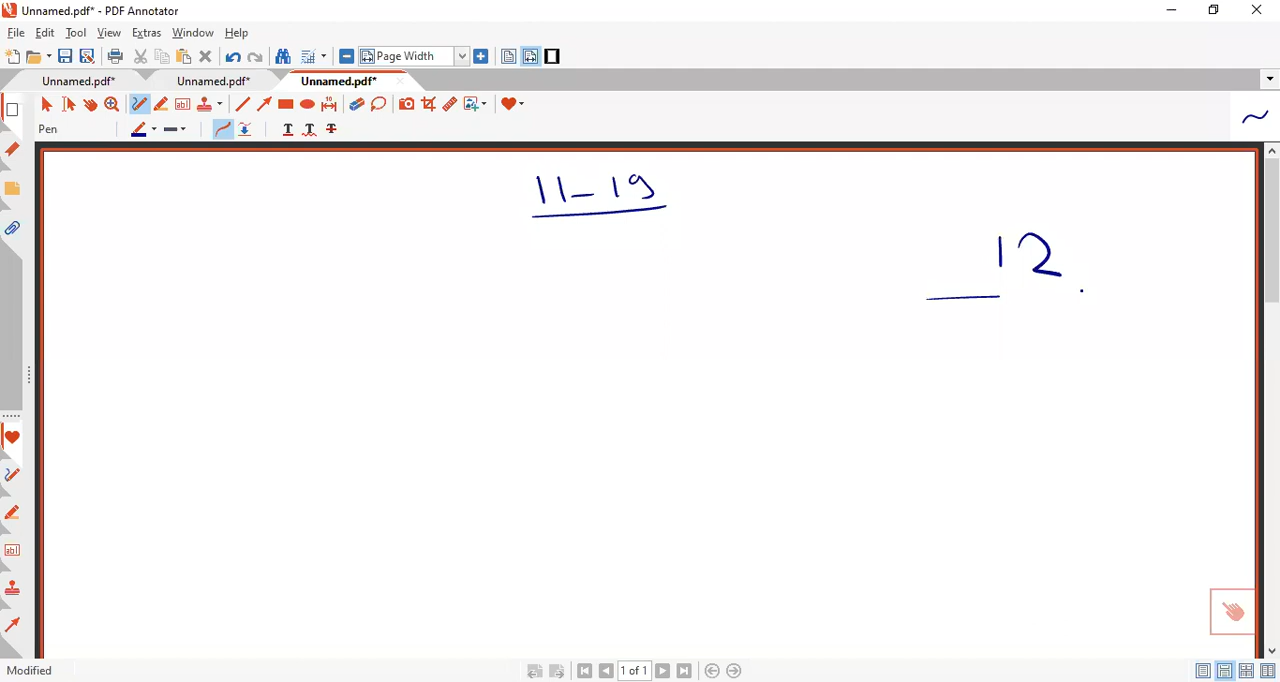 Unnamed.pdf* - PDF Annotator
File Edit Tool View Extras Window Help
Page Width
Unnamed.pdf* Unnamed.pdf* Unnamed.pdf*
Pen
11-19
12
Modified
1 of 1